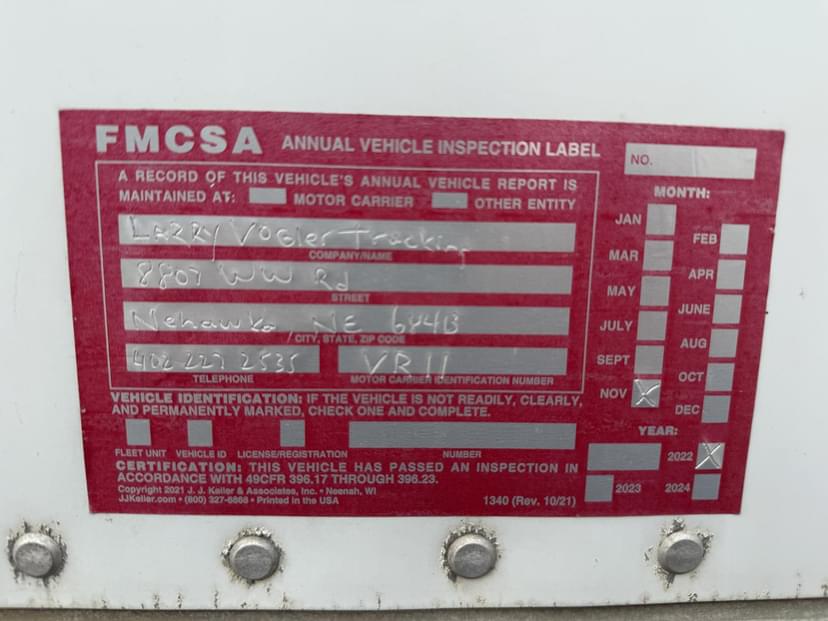 FMCSA ANNUAL VEHICLE INSPECTION LABEL
NO.
A RECORD OF THIS VEHICLE'S ANNUAL VEHICLE REPORT IS
MAINTAINED AT: MOTOR CARRIER OTHER ENTITY
LARRY VOGler Trucking
COMPANY/NAME
8807 WW Rd
STREET
Nehawka, NE
CITY, STATE, ZIP CODE
402 227 2535 VR11
TELEPHONE MOTOR CARRIER IDENTIFICATION NUMBER
VEHICLE IDENTIFICATION: IF THE VEHICLE IS NOT READILY, CLEARLY,
AND PERMANENTLY MARKED, CHECK ONE AND COMPLETE.
FLEET UNIT VEHICLE ID LICENSE/REGISTRATION NUMBER
CERTIFICATION: THIS VEHICLE HAS PASSED AN INSPECTION IN
ACCORDANCE WITH 49CFR 396.17 THROUGH 396.23.
Copyright 2021 J. J. Keller & Associates, Inc. • Neenah, WI
JJKeller.com • (800) 327-6868 • Printed in the USA
1340 (Rev. 10/21)
MONTH:
JAN FEB
MAR APR
MAY JUNE
JULY AUG
SEPT OCT
NOV X DEC
YEAR:
2022 X
2023 2024